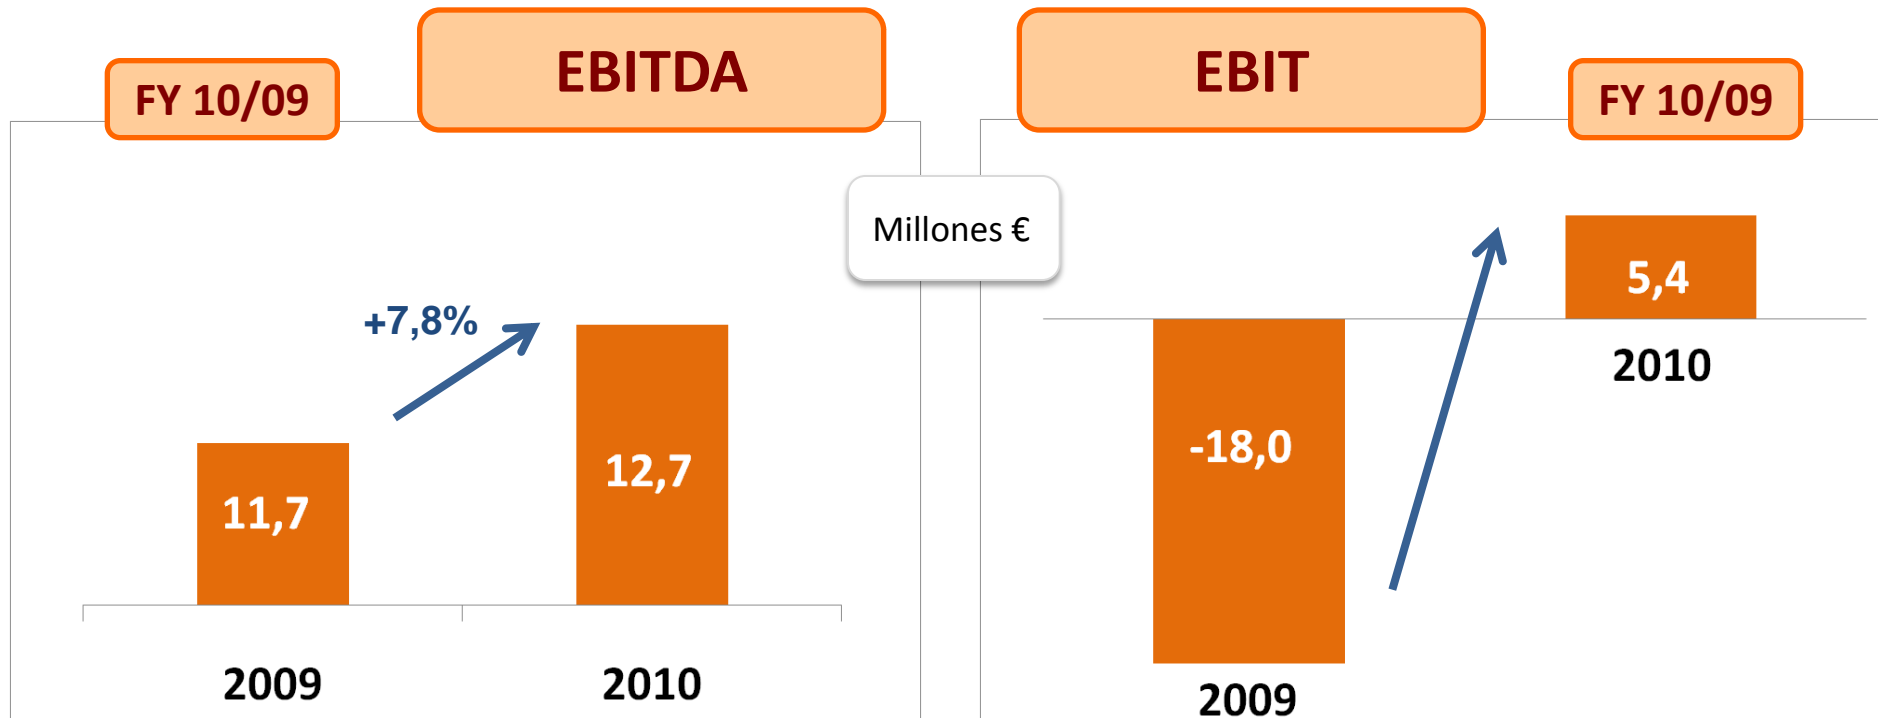 EBITDA
FY 10/09
+7,8%
11,7
12,7
2009
2010
Millones €
EBIT
FY 10/09
5,4
2010
-18,0
2009